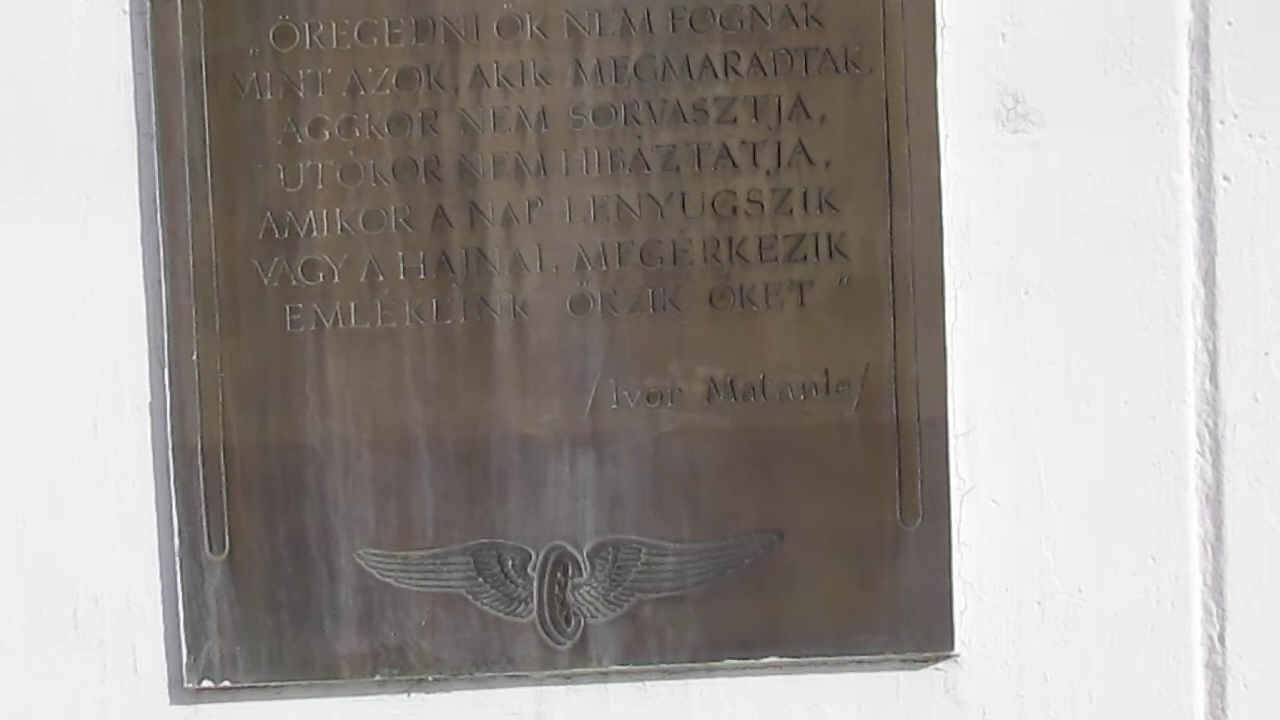 „ÖREGEDNI ŐK NEM FOGNAK
MINT AZOK, AKIK MEGMARADTAK.
AGGKOR NEM SORVASZTJA,
UTÓKOR NEM HIBÁZTATJA,
AMIKOR A NAP LENYUGSZIK
VAGY A HAJNAL MEGÉRKEZIK
EMLÉKEINK ŐRZIK ŐKET”
/Ivor Matanle/